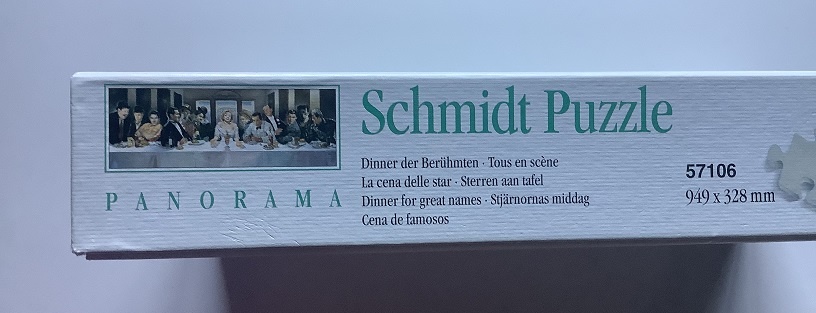 Schmidt Puzzle
Dinner der Berühmten · Tous en scène
La cena delle star · Sterren aan tafel
Dinner for great names · Stjärnornas middag
Cena de famosos
PANORAMA
57106
949 x 328 mm